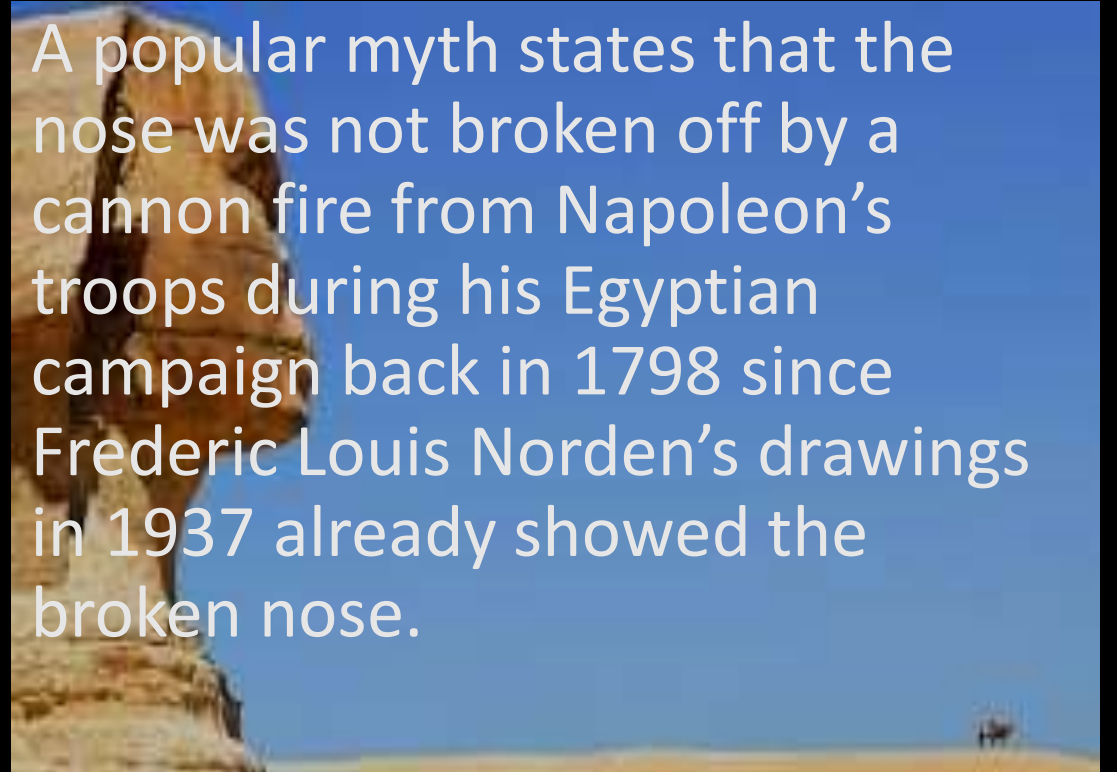 A popular myth states that the
nose was not broken off by a
cannon fire from Napoleon’s
troops during his Egyptian
campaign back in 1798 since
Frederic Louis Norden’s drawings
in 1937 already showed the
broken nose.